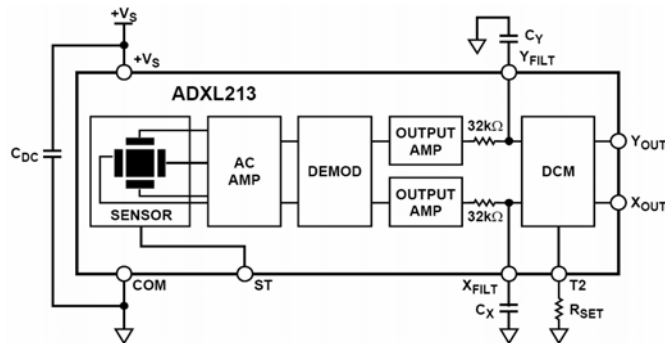 +VS
CY
+VS
YFILT
ADXL213
CDC
SENSOR
AC
AMP
DEMOD
OUTPUT
AMP
32kΩ
OUTPUT
AMP
32kΩ
DCM
YOUT
XOUT
COM
ST
XFILT
T2
CX
RSET